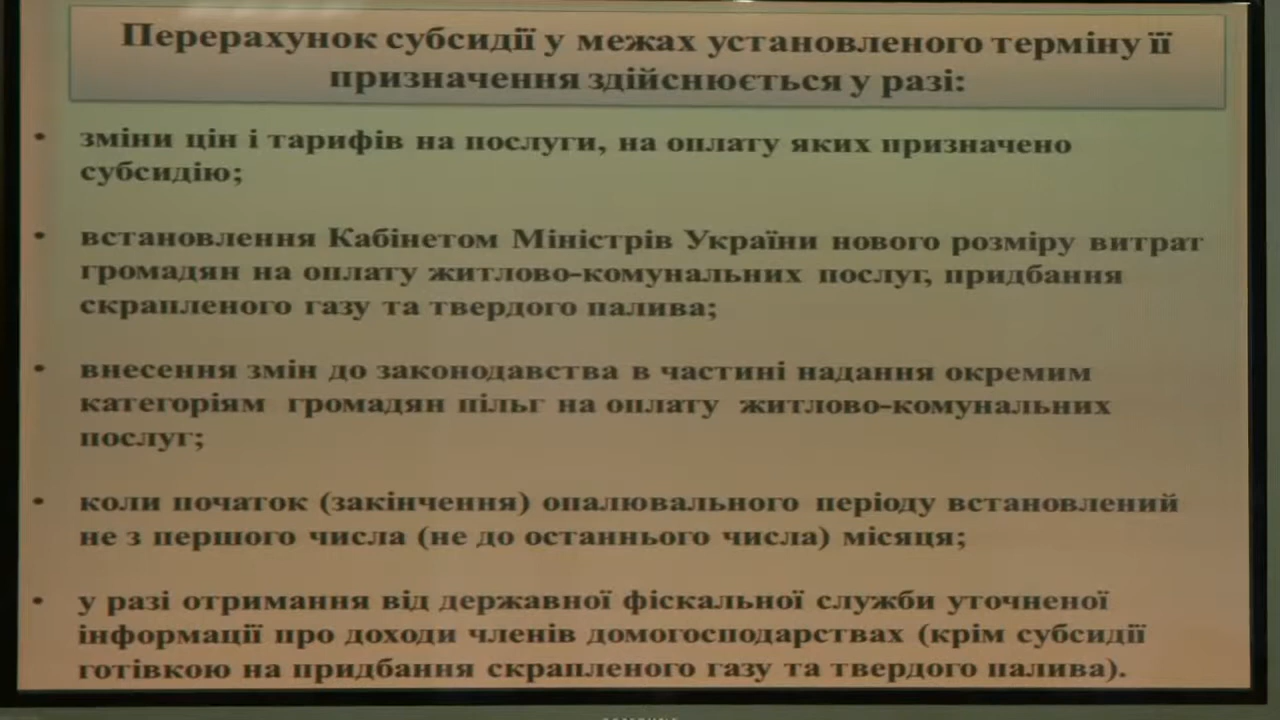 Перерахунок субсидії у межах установленого терміну її
призначення здійснюється у разі:
• зміни цін і тарифів на послуги, на оплату яких призначено
субсидію;
• встановлення Кабінетом Міністрів України нового розміру витрат
громадян на оплату житлово-комунальних послуг, придбання
скрапленого газу та твердого палива;
• внесення змін до законодавства в частині надання окремим
категоріям громадян пільг на оплату житлово-комунальних
послуг;
• коли початок (закінчення) опалювального періоду встановлений
не з першого числа (не до останнього числа) місяця;
• у разі отримання від державної фіскальної служби уточненої
інформації про доходи членів домогосподарствах (крім субсидії
готівкою на придбання скрапленого газу та твердого палива).